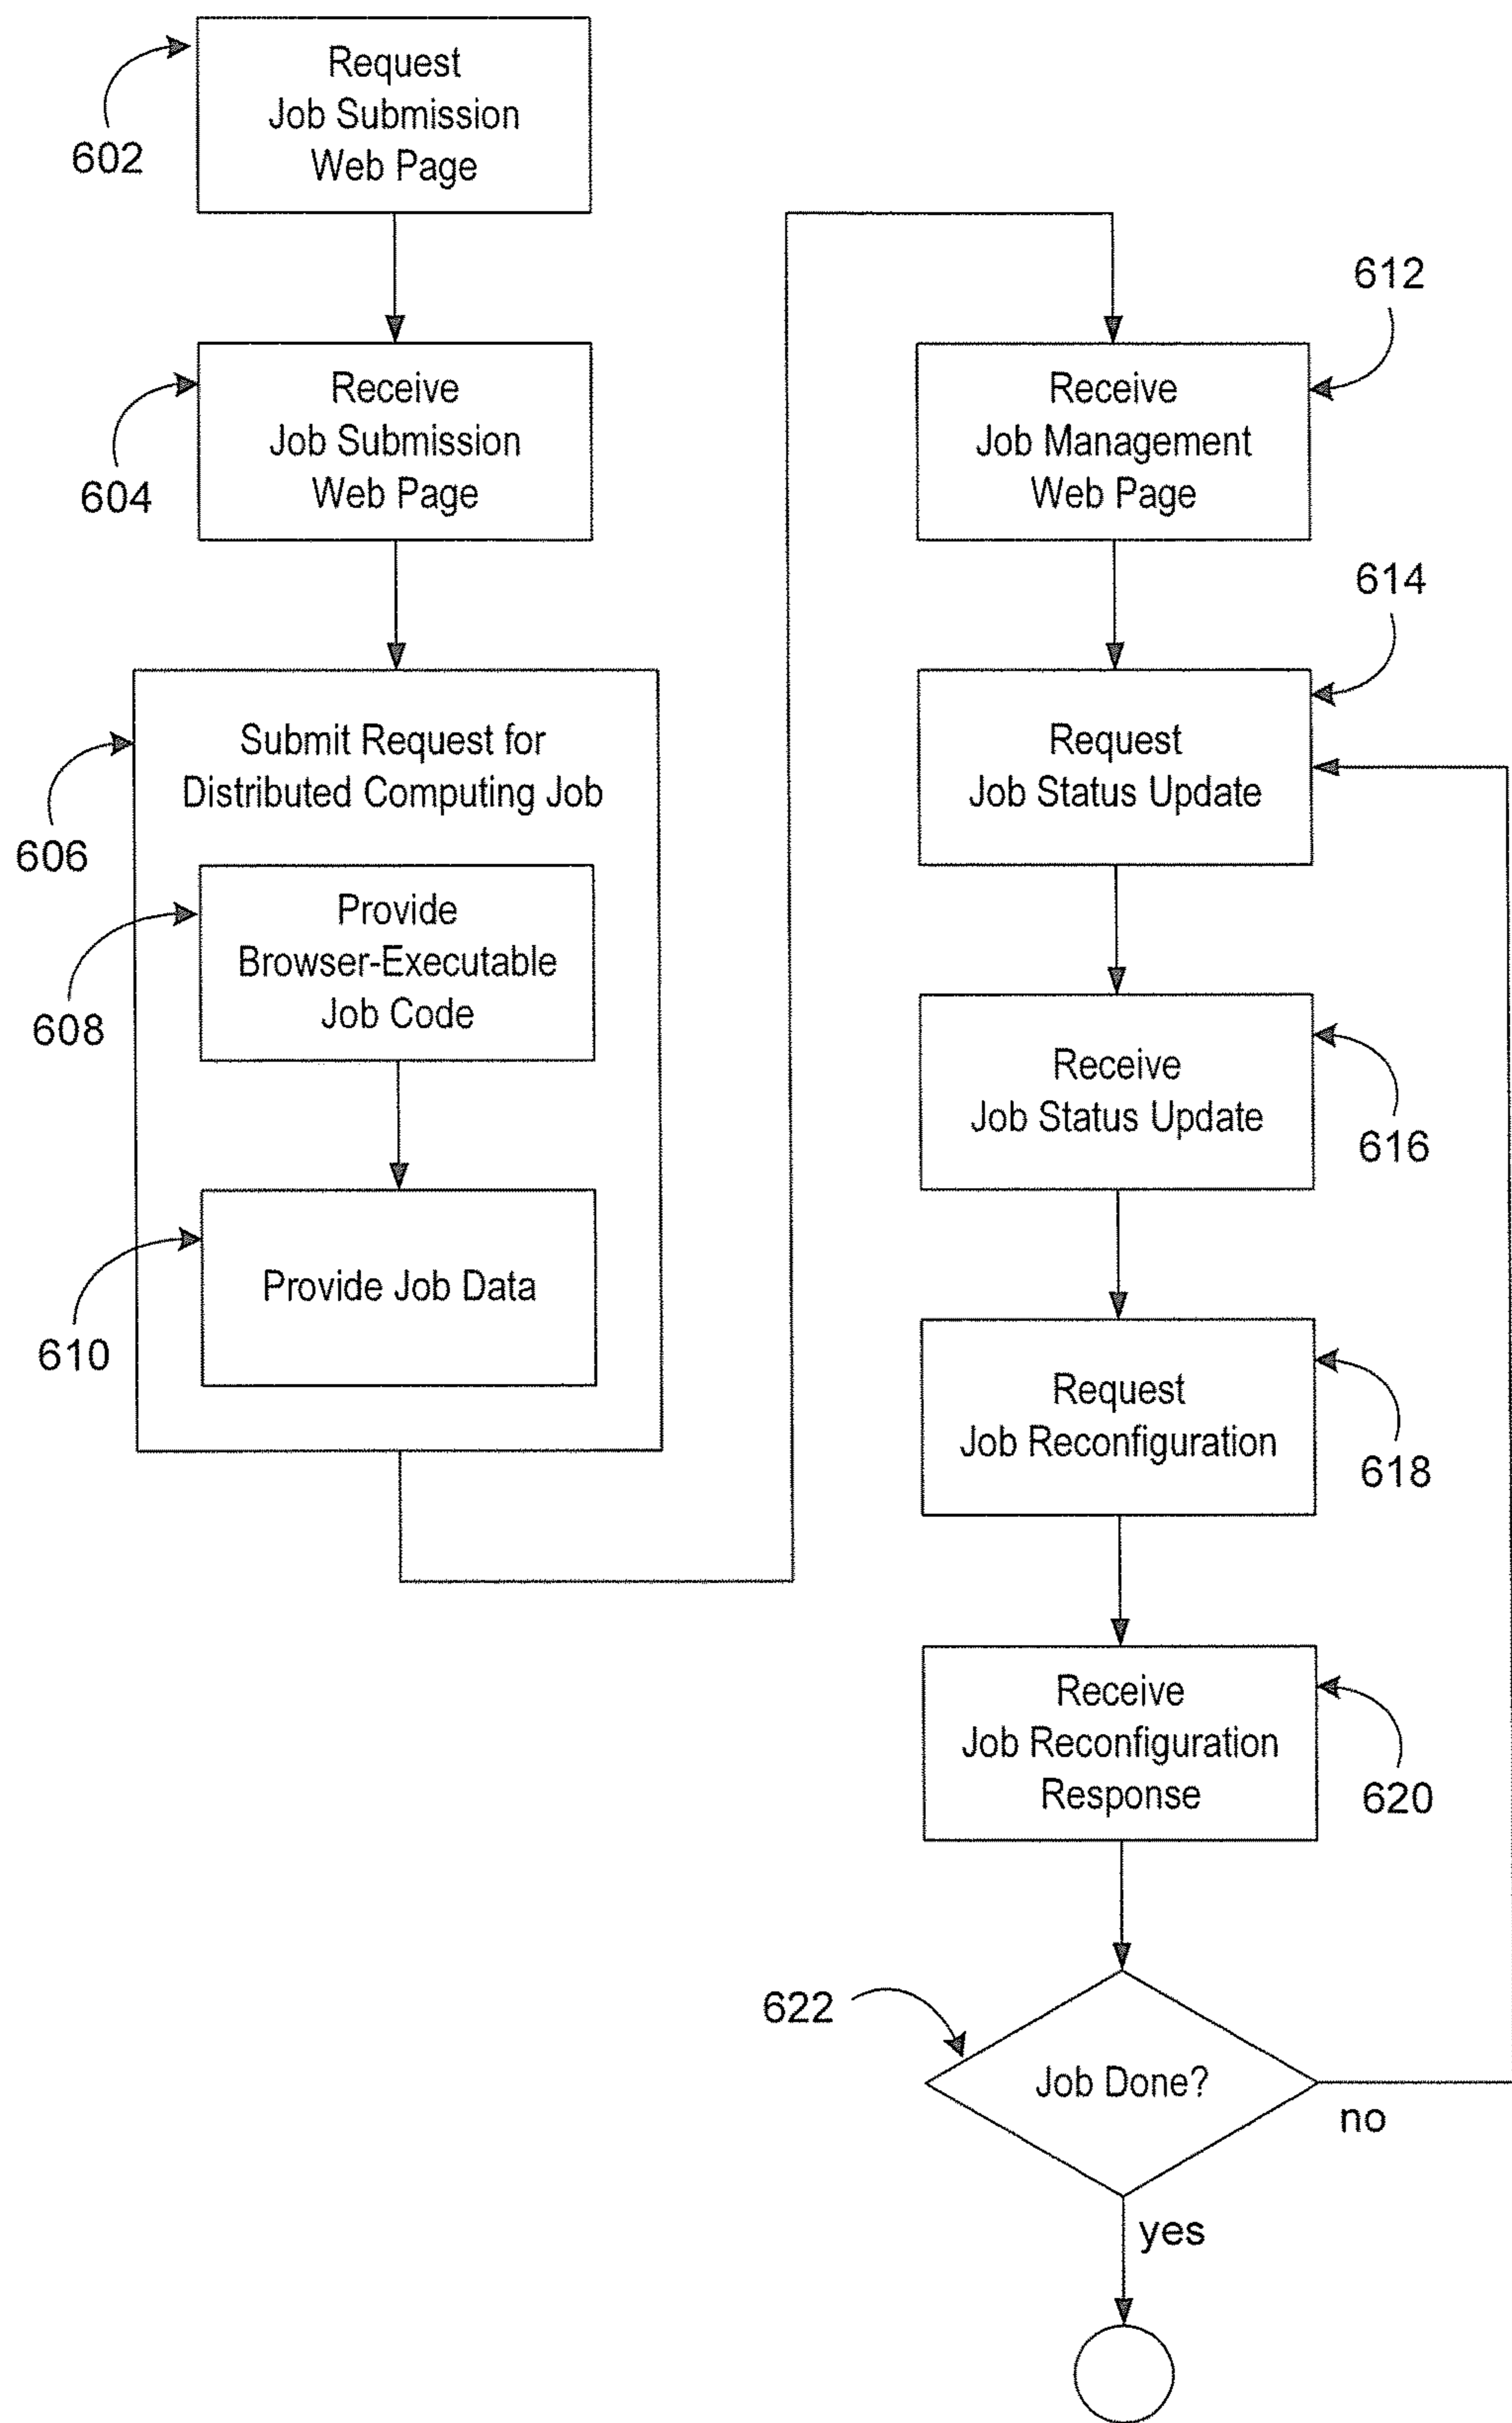 Request
Job Submission
Web Page
602
Receive
Job Submission
Web Page
604
Submit Request for
Distributed Computing Job
606
Provide
Browser-Executable
Job Code
608
Provide Job Data
610
612
Receive
Job Management
Web Page
614
Request
Job Status Update
Receive
Job Status Update
616
Request
Job Reconfiguration
618
Receive
Job Reconfiguration
Response
620
622
Job Done?
no
yes